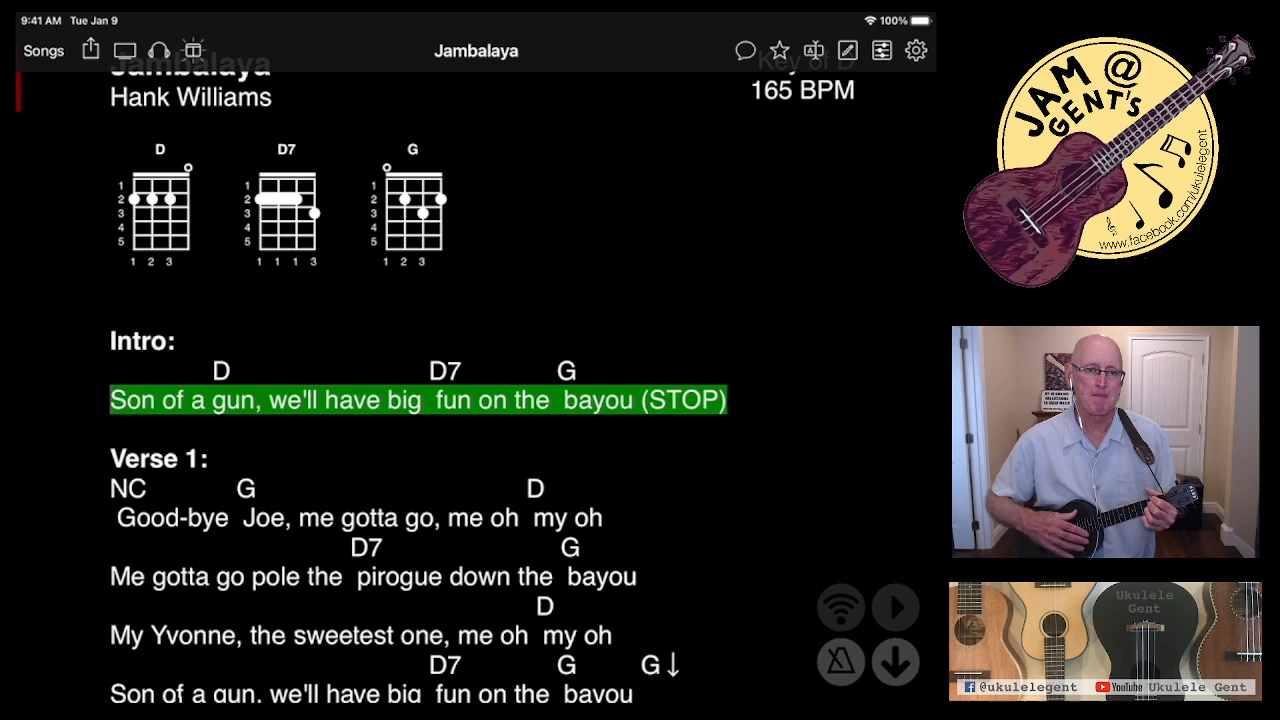 9:41 AM Tue Jan 9
100%
Songs
Jambalaya
Jambalaya
Key of D
Hank Williams
165 BPM
D D7 G
1 1 1
2 2 2
3 3 3
4 4 4
5 5 5
1 2 3 1 1 1 3 1 2 3
Intro:
D D7 G
Son of a gun, we'll have big fun on the bayou (STOP)
Verse 1:
NC G D
Good-bye Joe, me gotta go, me oh my oh
D7 G
Me gotta go pole the pirogue down the bayou
D
My Yvonne, the sweetest one, me oh my oh
D7 G G↓
Son of a gun, we'll have big fun on the bayou
JAM @
GENT'S
www.facebook.com/ukulelegent
Ukulele
Gent
@ukulelegent YouTube Ukulele Gent